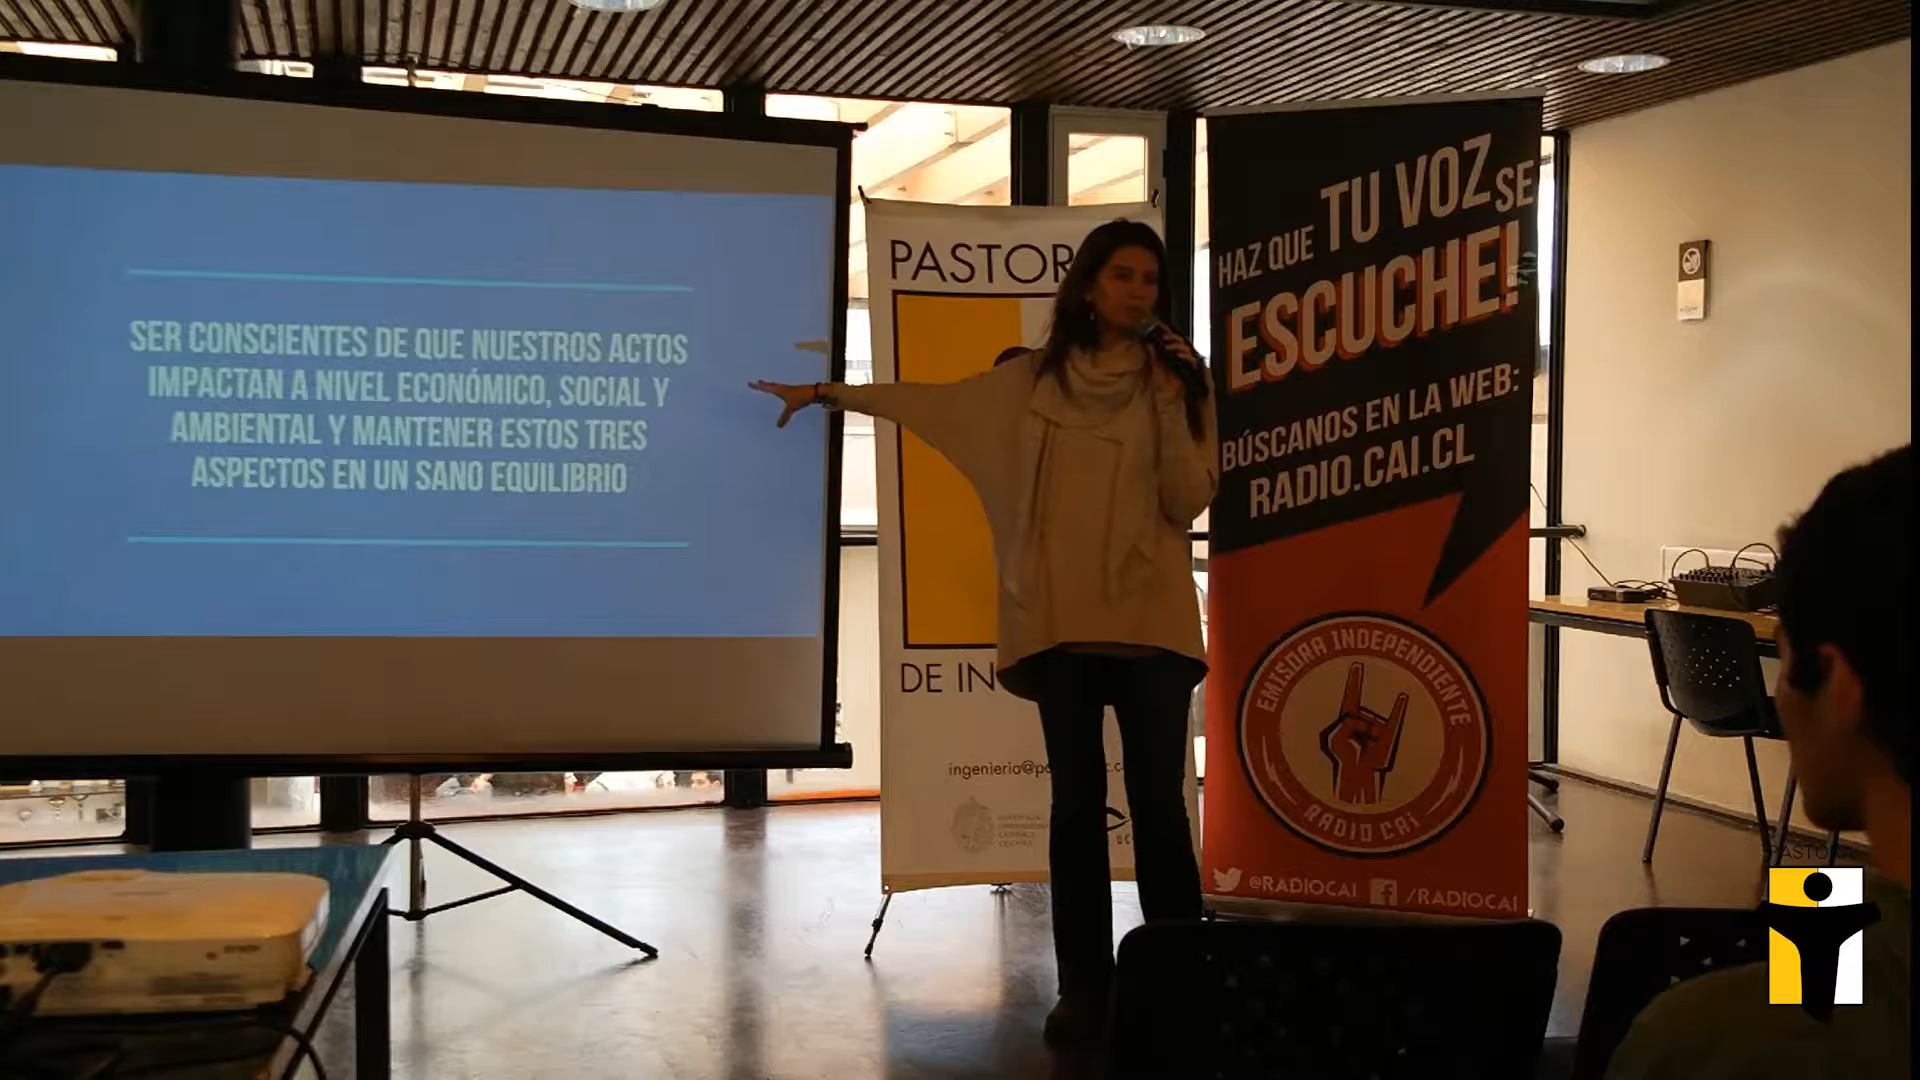 SER CONSCIENTES DE QUE NUESTROS ACTOS
IMPACTAN A NIVEL ECONÓMICO, SOCIAL Y
AMBIENTAL Y MANTENER ESTOS TRES
ASPECTOS EN UN SANO EQUILIBRIO
PASTOR
DE IN
ingenieria@p
HAZ QUE TU VOZ SE
ESCUCHE!
BÚSCANOS EN LA WEB:
RADIO.CAI.CL
EMISORA INDEPENDIENTE
RADIO CAi
@RADIOCAI /RADIOCAI